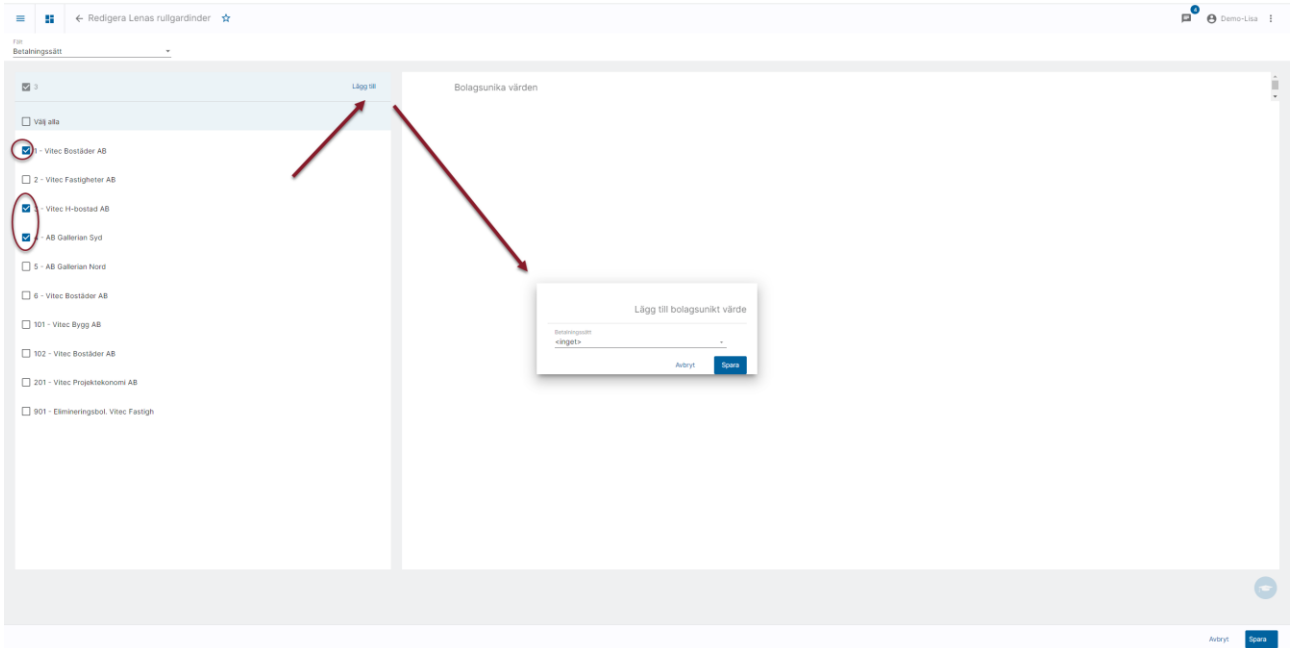 Redigera Lenas rullgardinder
4
Demo-Lisa
Fält
Betalningssätt
3
Lägg till
Bolagsunika värden
Välj alla
1 - Vitec Bostäder AB
2 - Vitec Fastigheter AB
- Vitec H-bostad AB
- AB Gallerian Syd
5 - AB Gallerian Nord
6 - Vitec Bostäder AB
101 - Vitec Bygg AB
102 - Vitec Bostäder AB
201 - Vitec Projektekonomi AB
901 - Elimineringsbol. Vitec Fastigh
Lägg till bolagsunikt värde
Betalningssätt
<inget>
Avbryt
Spara
Avbryt
Spara